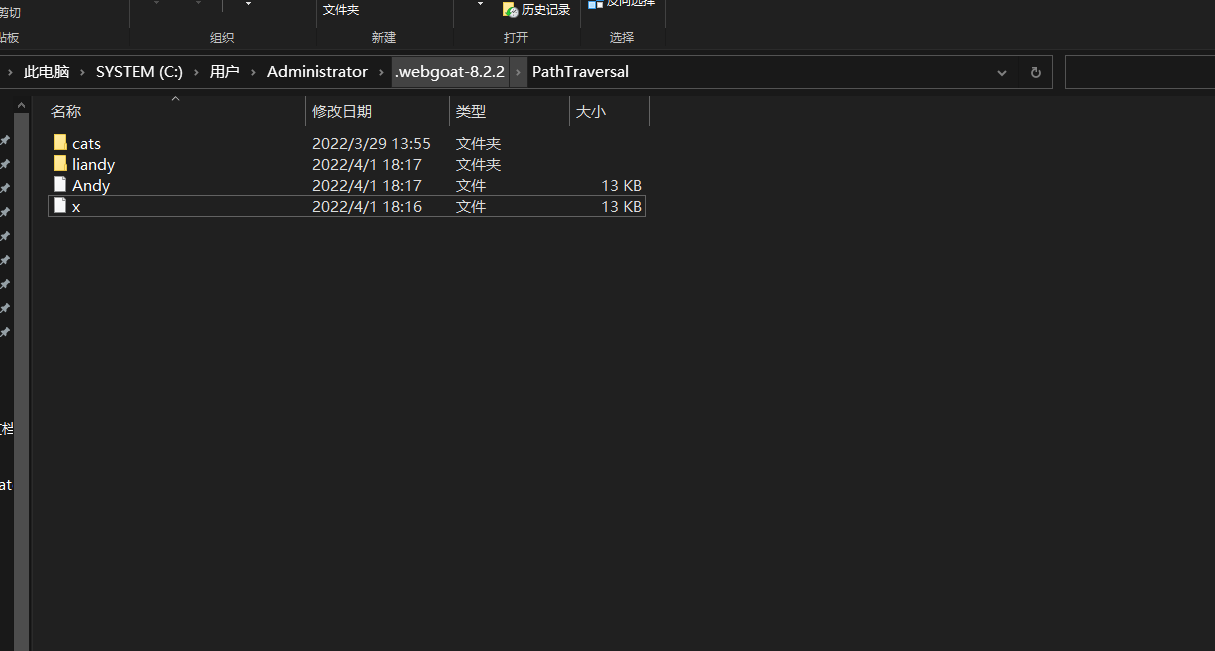 剪切
文件夹
历史记录
反向选择
贴板
组织
新建
打开
选择
此电脑 › SYSTEM (C:) › 用户 › Administrator › .webgoat-8.2.2 › PathTraversal
名称 修改日期 类型 大小
cats 2022/3/29 13:55 文件夹
liandy 2022/4/1 18:17 文件夹
Andy 2022/4/1 18:17 文件 13 KB
x 2022/4/1 18:16 文件 13 KB
档
at